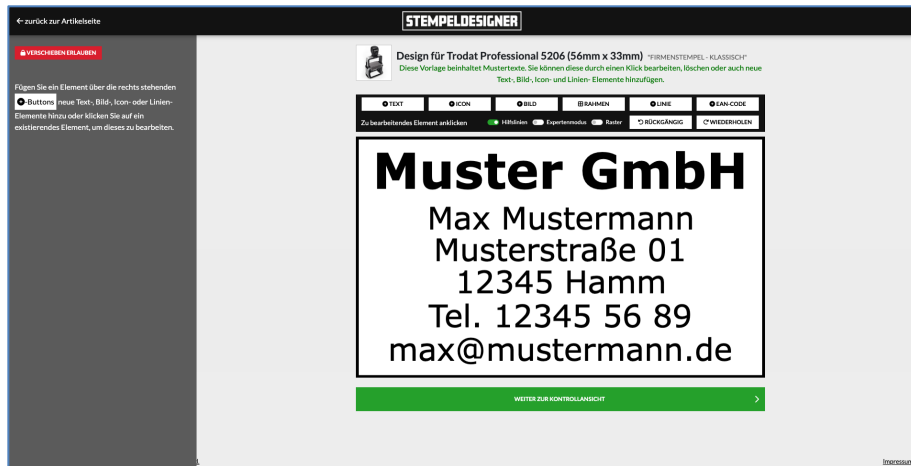 ← zurück zur Artikelseite
STEMPELDESIGNER
VERSCHIEBEN ERLAUBEN
Fügen Sie ein Element über die rechts stehenden
-Buttons neue Text-, Bild-, Icon- oder Linien-
Elemente hinzu oder klicken Sie auf ein
existierendes Element, um dieses zu bearbeiten.
Design für Trodat Professional 5206 (56mm x 33mm) "FIRMENSTEMPEL - KLASSISCH"
Diese Vorlage beinhaltet Mustertexte. Sie können diese durch einen Klick bearbeiten, löschen oder auch neue
Text-, Bild-, Icon- und Linien- Elemente hinzufügen.
TEXT ICON BILD RAHMEN LINIE EAN-CODE
Zu bearbeitendes Element anklicken Hilfslinien Expertenmodus Raster RÜCKGÄNGIG WIEDERHOLEN
Muster GmbH
Max Mustermann
Musterstraße 01
12345 Hamm
Tel. 12345 56 89
max@mustermann.de
WEITER ZUR KONTROLLANSICHT
Impressum